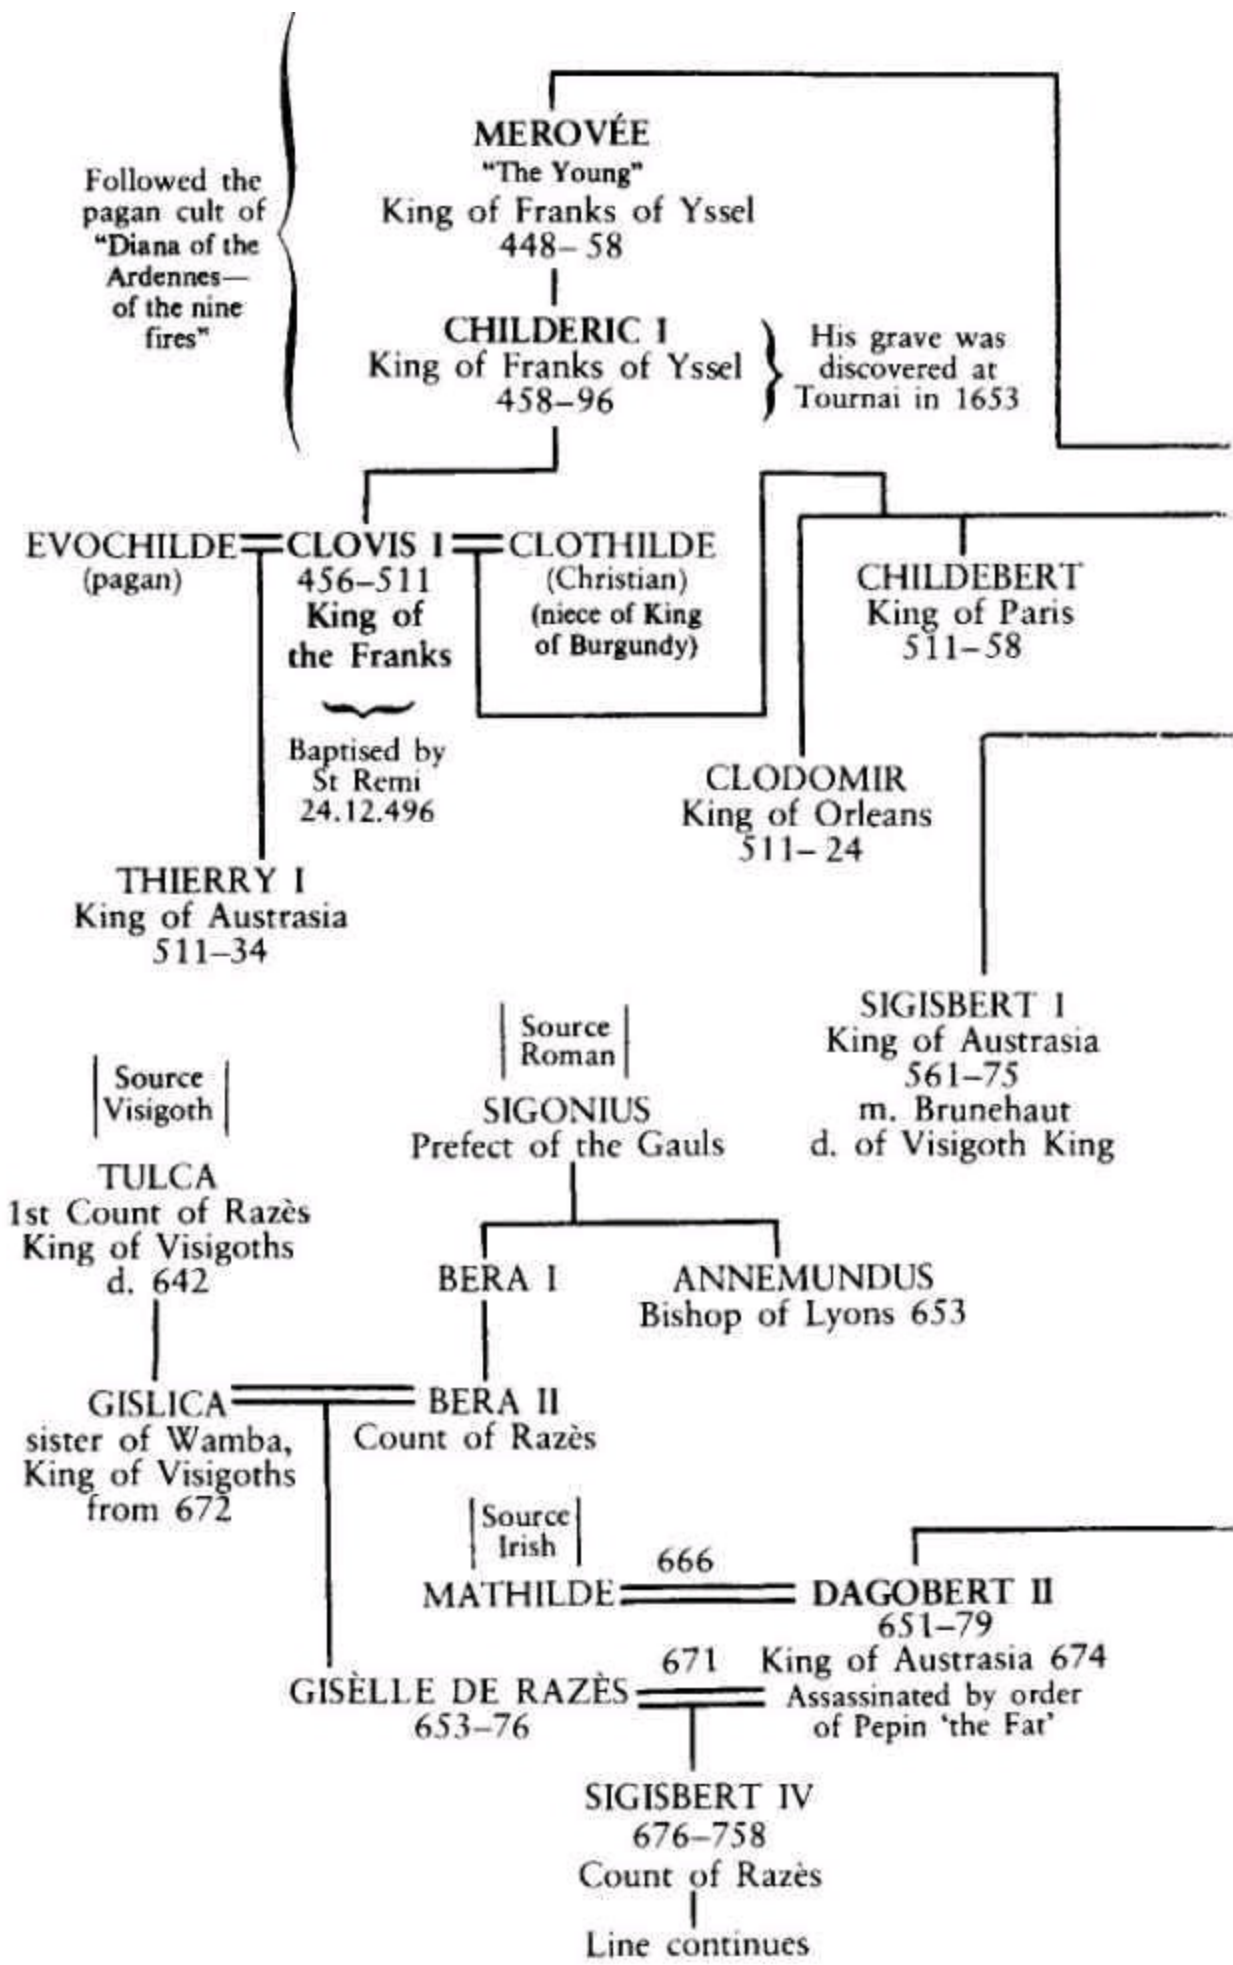 Followed the
pagan cult of
“Diana of the
Ardennes—
of the nine
fires”
MEROVÉE
“The Young”
King of Franks of Yssel
448–58
CHILDERIC I
King of Franks of Yssel
458–96
His grave was
discovered at
Tournai in 1653
EVOCHILDE
(pagan)
CLOVIS I
456–511
King of
the Franks
Baptised by
St Remi
24.12.496
CLOTHILDE
(Christian)
(niece of King
of Burgundy)
CHILDEBERT
King of Paris
511–58
CLODOMIR
King of Orleans
511–24
THIERRY I
King of Austrasia
511–34
SIGISBERT I
King of Austrasia
561–75
m. Brunehaut
d. of Visigoth King
Source
Visigoth
TULCA
1st Count of Razès
King of Visigoths
d. 642
Source
Roman
SIGONIUS
Prefect of the Gauls
BERA I
ANNEMUNDUS
Bishop of Lyons 653
GISLICA
sister of Wamba,
King of Visigoths
from 672
BERA II
Count of Razès
Source
Irish
MATHILDE
666
DAGOBERT II
651–79
King of Austrasia 674
Assassinated by order
of Pepin ‘the Fat’
671
GISÈLLE DE RAZÈS
653–76
SIGISBERT IV
676–758
Count of Razès
Line continues